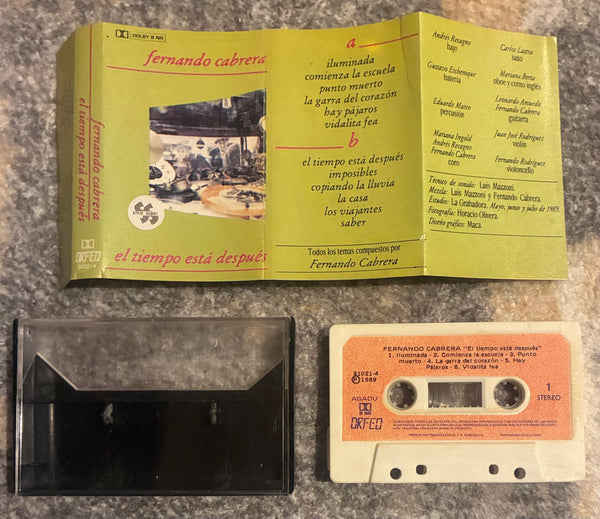 DOLBY B NR
fernando cabrera
el tiempo está después
fernando cabrera
el tiempo está después
ORFEO
91021-4
a
iluminada
comienza la escuela
punto muerto
la garra del corazón
hay pájaros
vidalita fea
b
el tiempo está después
imposibles
copiando la lluvia
la casa
los viajantes
saber
Todos los temas compuestos por
Fernando Cabrera
Andrés Recagno
bajo
Gustavo Etchenique
batería
Eduardo Mateo
percusión
Mariana Ingold
Andrés Recagno
Fernando Cabrera
coro
Carlos Lastra
saxo
Mariana Berta
oboe y corno inglés
Leonardo Amuedo
Fernando Cabrera
guitarra
Juan José Rodríguez
violín
Fernando Rodríguez
violoncello
Técnico de sonido: Luis Mazzoni.
Mezcla: Luis Mazzoni y Fernando Cabrera.
Estudio: La Grabadora. Mayo, junio y julio de 1989.
Fotografía: Horacio Olivera.
Diseño gráfico: Maca.
FERNANDO CABRERA "El tiempo está después"
1. Iluminada - 2. Comienza la escuela - 3. Punto
muerto - 4. La garra del corazón - 5. Hay
Pájaros - 6. Vidalita fea
91021-4
℗ 1989
AGADU
B NR
ORFEO
1
STEREO